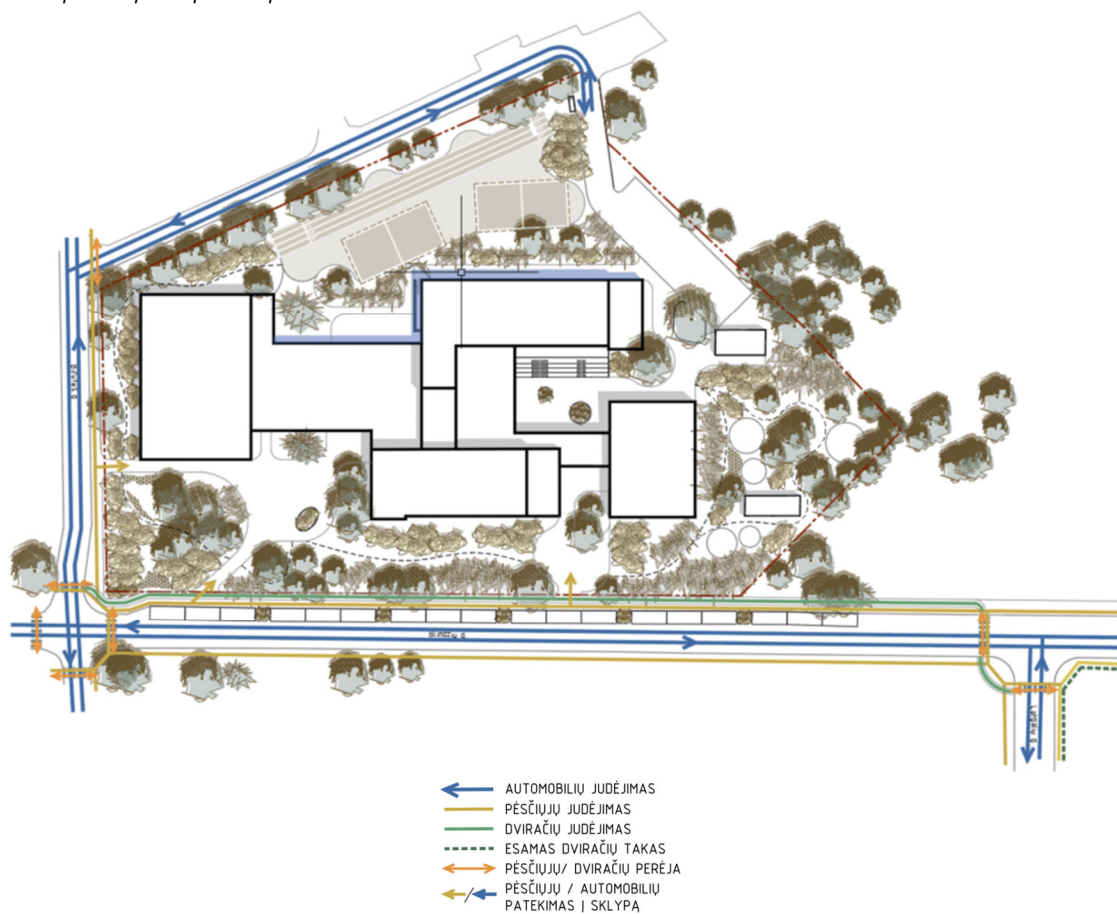 AUTOMOBILIŲ JUDĖJIMAS
PĖSČIŲJŲ JUDĖJIMAS
DVIRAČIŲ JUDĖJIMAS
ESAMAS DVIRAČIŲ TAKAS
PĖSČIŲJŲ/ DVIRAČIŲ PERĖJA
PĖSČIŲJŲ / AUTOMOBILIŲ
PATEKIMAS Į SKLYPĄ